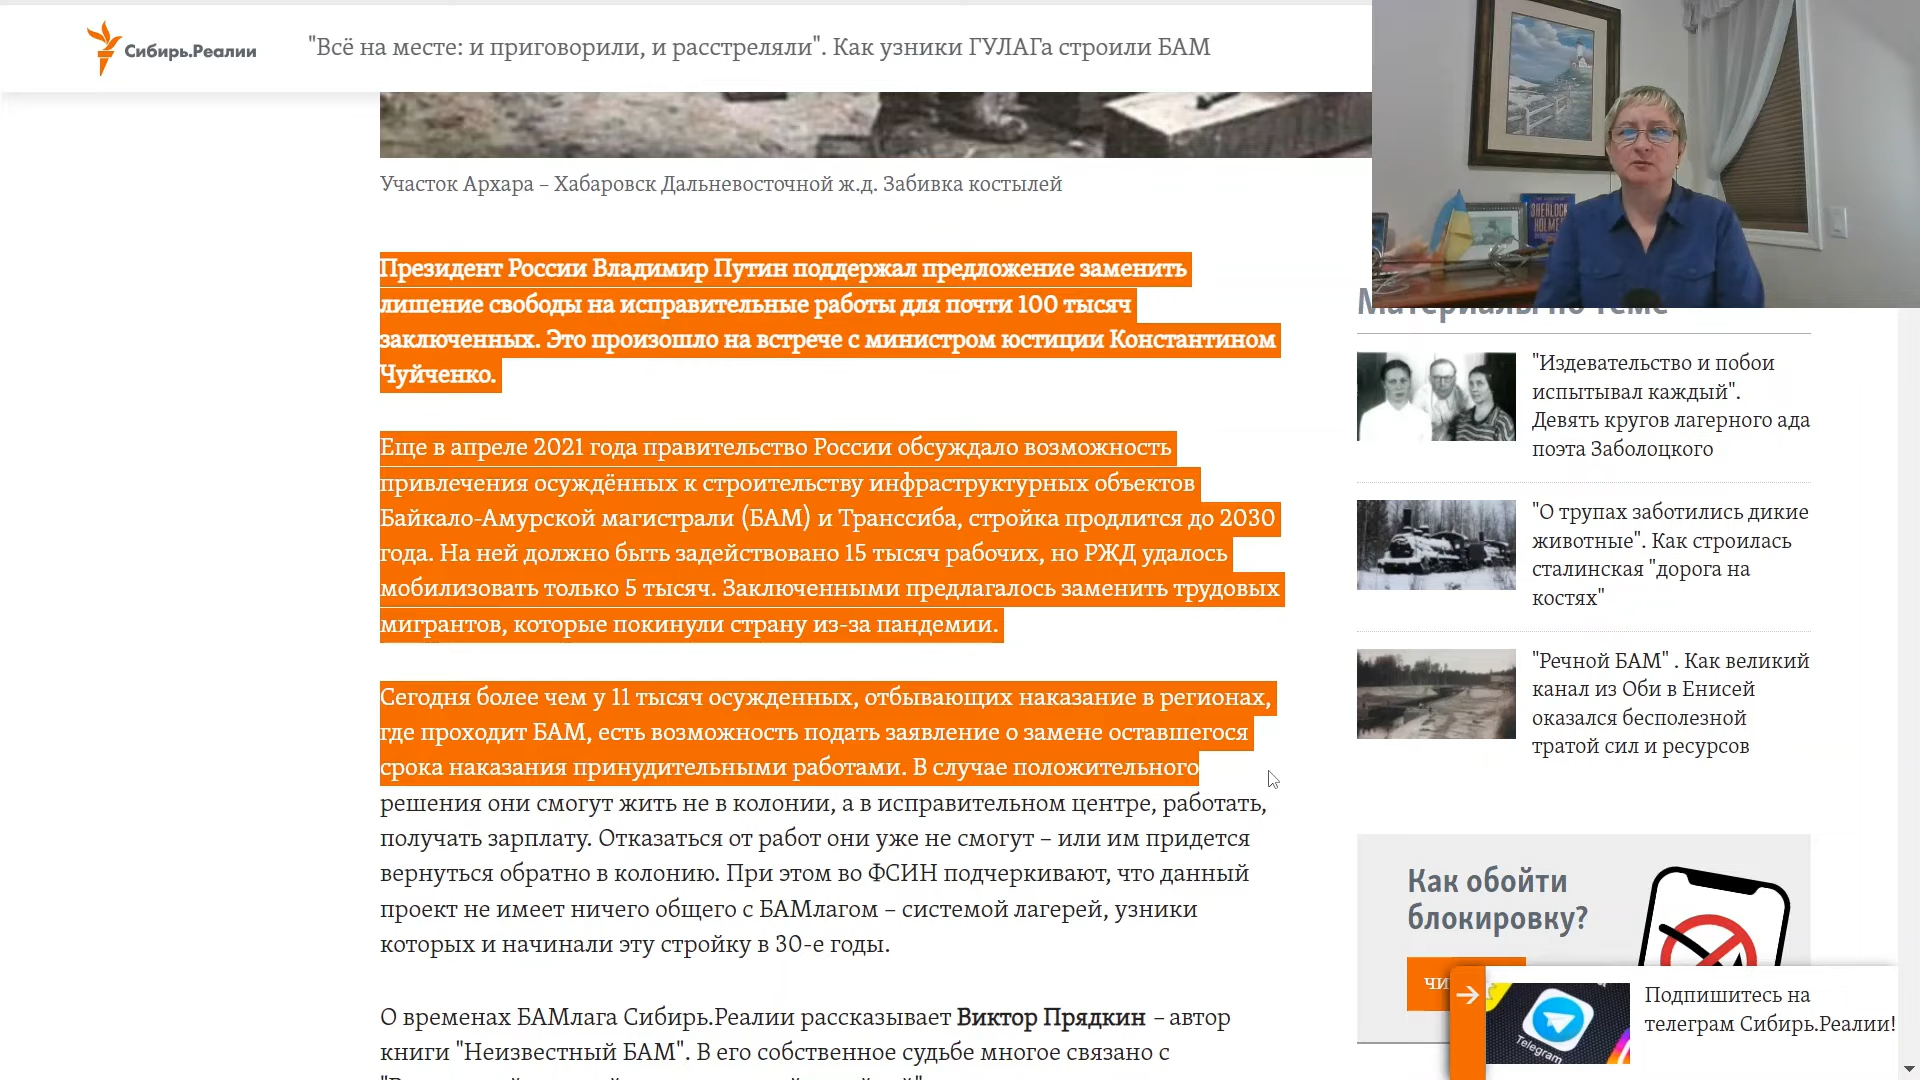 Сибирь.Реалии
"Всё на месте: и приговорили, и расстреляли". Как узники ГУЛАГа строили БАМ
Участок Архара – Хабаровск Дальневосточной ж.д. Забивка костылей
Президент России Владимир Путин поддержал предложение заменить
лишение свободы на исправительные работы для почти 100 тысяч
заключенных. Это произошло на встрече с министром юстиции Константином
Чуйченко.
Еще в апреле 2021 года правительство России обсуждало возможность
привлечения осуждённых к строительству инфраструктурных объектов
Байкало-Амурской магистрали (БАМ) и Транссиба, стройка продлится до 2030
года. На ней должно быть задействовано 15 тысяч рабочих, но РЖД удалось
мобилизовать только 5 тысяч. Заключенными предлагалось заменить трудовых
мигрантов, которые покинули страну из-за пандемии.
Сегодня более чем у 11 тысяч осужденных, отбывающих наказание в регионах,
где проходит БАМ, есть возможность подать заявление о замене оставшегося
срока наказания принудительными работами. В случае положительного
решения они смогут жить не в колонии, а в исправительном центре, работать,
получать зарплату. Отказаться от работ они уже не смогут – или им придется
вернуться обратно в колонию. При этом во ФСИН подчеркивают, что данный
проект не имеет ничего общего с БАМлагом – системой лагерей, узники
которых и начинали эту стройку в 30-е годы.
О временах БАМлага Сибирь.Реалии рассказывает Виктор Прядкин – автор
книги "Неизвестный БАМ". В его собственное судьбе многое связано с
SHERLOCK
HOLMES
Материалы по теме
"Издевательство и побои
испытывал каждый".
Девять кругов лагерного ада
поэта Заболоцкого
"О трупах заботились дикие
животные". Как строилась
сталинская "дорога на
костях"
"Речной БАМ" . Как великий
канал из Оби в Енисей
оказался бесполезной
тратой сил и ресурсов
Как обойти
блокировку?
Telegram
Подпишитесь на
телеграм Сибирь.Реалии!